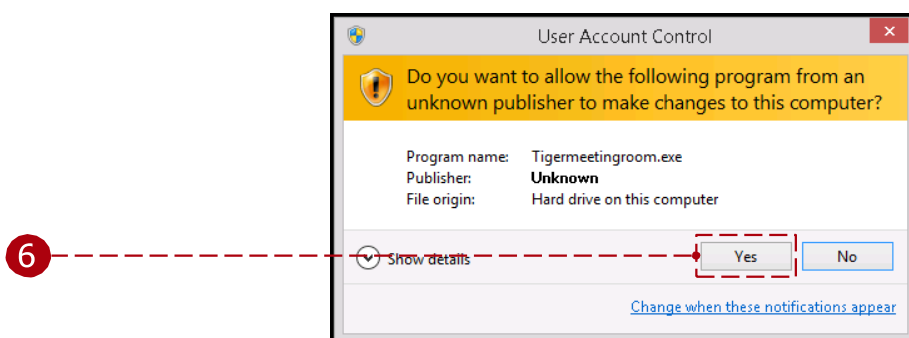 User Account Control
Do you want to allow the following program from an
unknown publisher to make changes to this computer?
Program name: Tigermeetingroom.exe
Publisher: Unknown
File origin: Hard drive on this computer
6
Show details Yes No
Change when these notifications appear